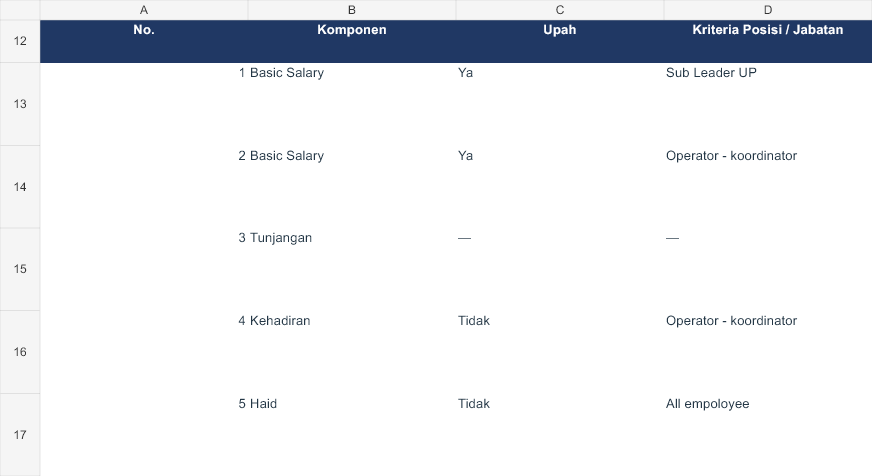 A B C D
12 No. Komponen Upah Kriteria Posisi / Jabatan
13 1 Basic Salary Ya Sub Leader UP
14 2 Basic Salary Ya Operator - koordinator
15 3 Tunjangan — —
16 4 Kehadiran Tidak Operator - koordinator
17 5 Haid Tidak All empoloyee